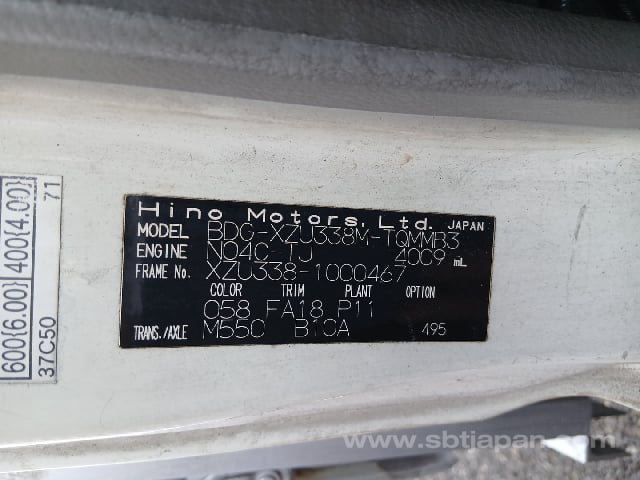 600{6.00} 400{4.00}
37C50 71
Hino Motors, Ltd. JAPAN
MODEL BDG-XZU338M-TQMMB3
ENGINE N04C-TJ 4009 mL
FRAME No. XZU338-1000467
COLOR TRIM PLANT OPTION
058 FA18 P11
TRANS./AXLE M550 B10A 495
www.sbtjapan.com